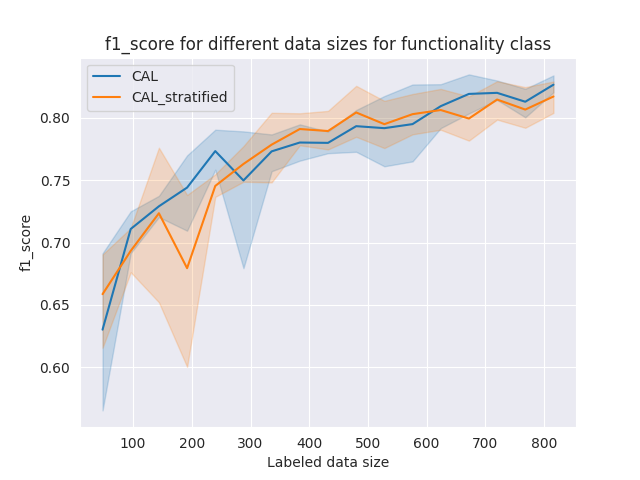 f1_score for different data sizes for functionality class
CAL
CAL_stratified
0.80
0.75
0.70
0.65
0.60
f1_score
100 200 300 400 500 600 700 800
Labeled data size